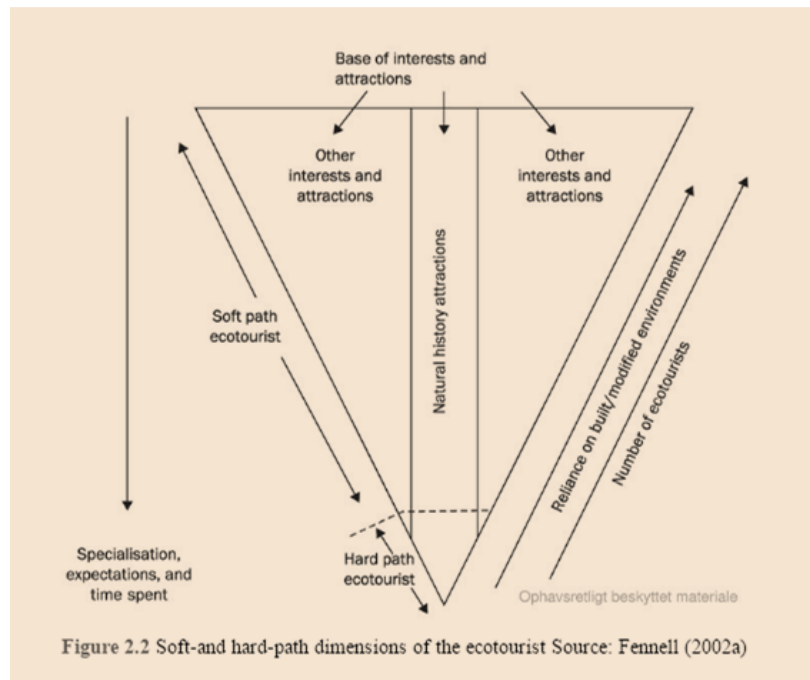 Base of interests and
attractions
Other
interests and
attractions
Other
interests and
attractions
Natural history attractions
Soft path
ecotourist
Reliance on built/modified environments
Number of ecotourists
Hard path
ecotourist
Specialisation,
expectations, and
time spent
Ophavsretligt beskyttet materiale
Figure 2.2 Soft-and hard-path dimensions of the ecotourist Source: Fennell (2002a)